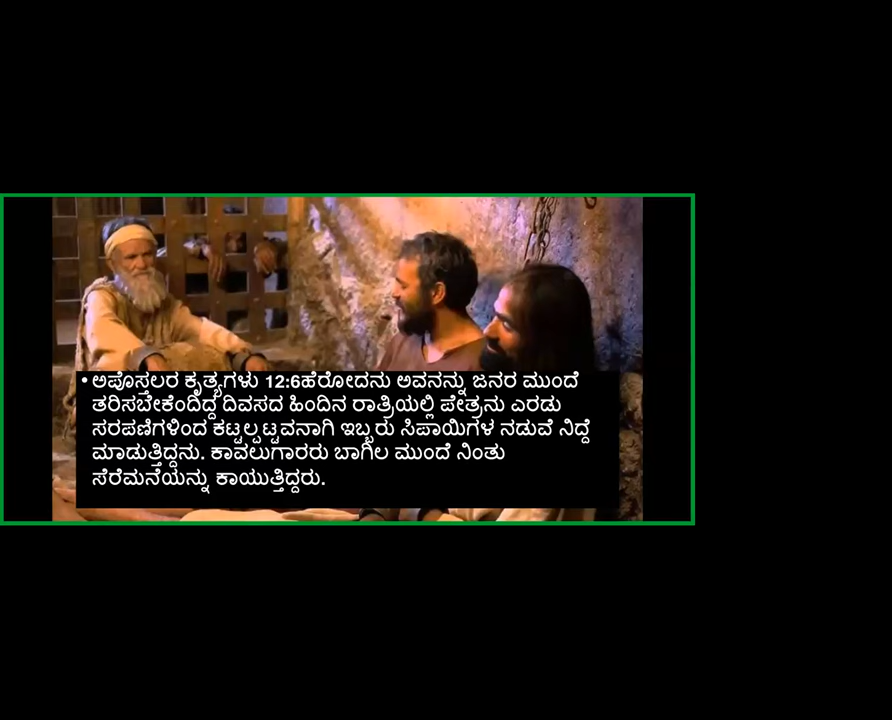 • ಅಪೊಸ್ತಲರ ಕೃತ್ಯಗಳು 12:6ಹೆರೋದನು ಅವನನ್ನು ಜನರ ಮುಂದೆ
ತರಿಸಬೇಕೆಂದಿದ್ದ ದಿವಸದ ಹಿಂದಿನ ರಾತ್ರಿಯಲ್ಲಿ ಪೇತ್ರನು ಎರಡು
ಸರಪಣಿಗಳಿಂದ ಕಟ್ಟಲ್ಪಟ್ಟವನಾಗಿ ಇಬ್ಬರು ಸಿಪಾಯಿಗಳ ನಡುವೆ ನಿದ್ದೆ
ಮಾಡುತ್ತಿದ್ದನು. ಕಾವಲುಗಾರರು ಬಾಗಿಲ ಮುಂದೆ ನಿಂತು
ಸೆರೆಮನೆಯನ್ನು ಕಾಯುತ್ತಿದ್ದರು.